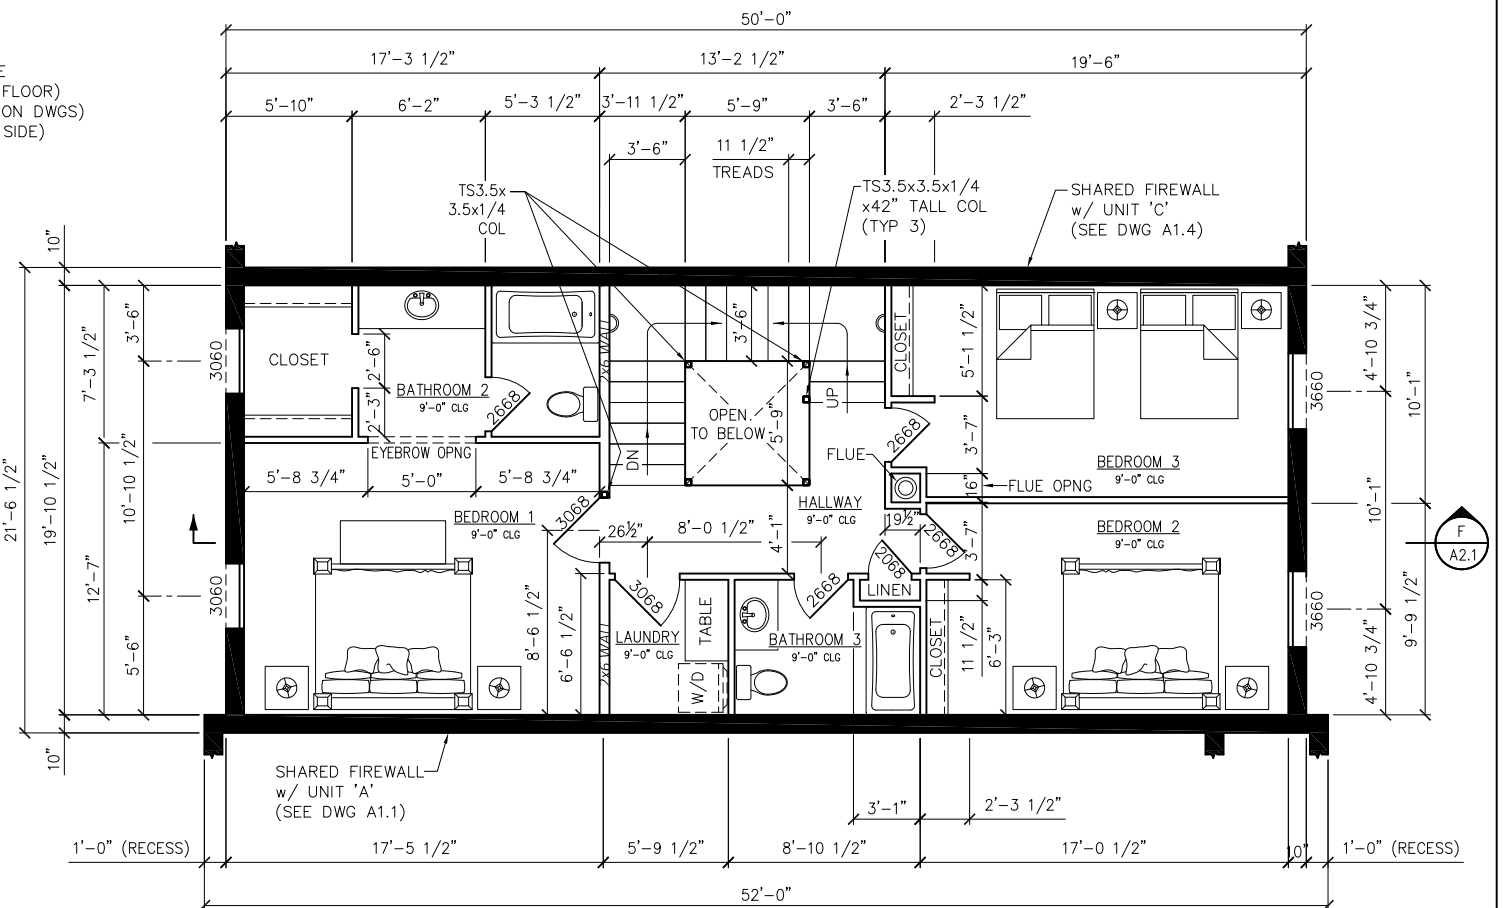 50'-0"
17'-3 1/2"
13'-2 1/2"
19'-6"
FLOOR)
ON DWGS)
SIDE)
5'-10"
6'-2"
5'-3 1/2"
3'-11 1/2"
5'-9"
3'-6"
2'-3 1/2"
3'-6"
11 1/2"
TREADS
TS3.5x
3.5x1/4
COL
TS3.5x3.5x1/4
x42" TALL COL
(TYP 3)
SHARED FIREWALL
w/ UNIT 'C'
(SEE DWG A1.4)
10"
21'-6 1/2"
19'-10 1/2"
10"
7'-3 1/2"
12'-7"
3'-6"
10'-10 1/2"
5'-6"
3060
3060
CLOSET
2'-6"
2'-3"
BATHROOM 2
9'-0" CLG
2668
EYEBROW OPNG
5'-8 3/4"
5'-0"
5'-8 3/4"
BEDROOM 1
9'-0" CLG
3068
DN
3'-6"
OPEN
TO BELOW
5'-9"
UP
CLOSET
5'-1 1/2"
2668
3'-7"
FLUE
16"
FLUE OPNG
BEDROOM 3
9'-0" CLG
HALLWAY
9'-0" CLG
26½"
8'-0 1/2"
4'-1"
19½"
2668
3'-7"
BEDROOM 2
9'-0" CLG
3068
2668
2068
LINEN
8'-6 1/2"
6'-6 1/2"
LAUNDRY
9'-0" CLG
TABLE
W/D
BATHROOM 3
9'-0" CLG
CLOSET
11 1/2"
6'-3"
3660
3660
4'-10 3/4"
10'-1"
4'-10 3/4"
10'-1"
9'-9 1/2"
F
A2.1
SHARED FIREWALL
w/ UNIT 'A'
(SEE DWG A1.1)
3'-1"
2'-3 1/2"
1'-0" (RECESS)
17'-5 1/2"
5'-9 1/2"
8'-10 1/2"
17'-0 1/2"
10"
1'-0" (RECESS)
52'-0"